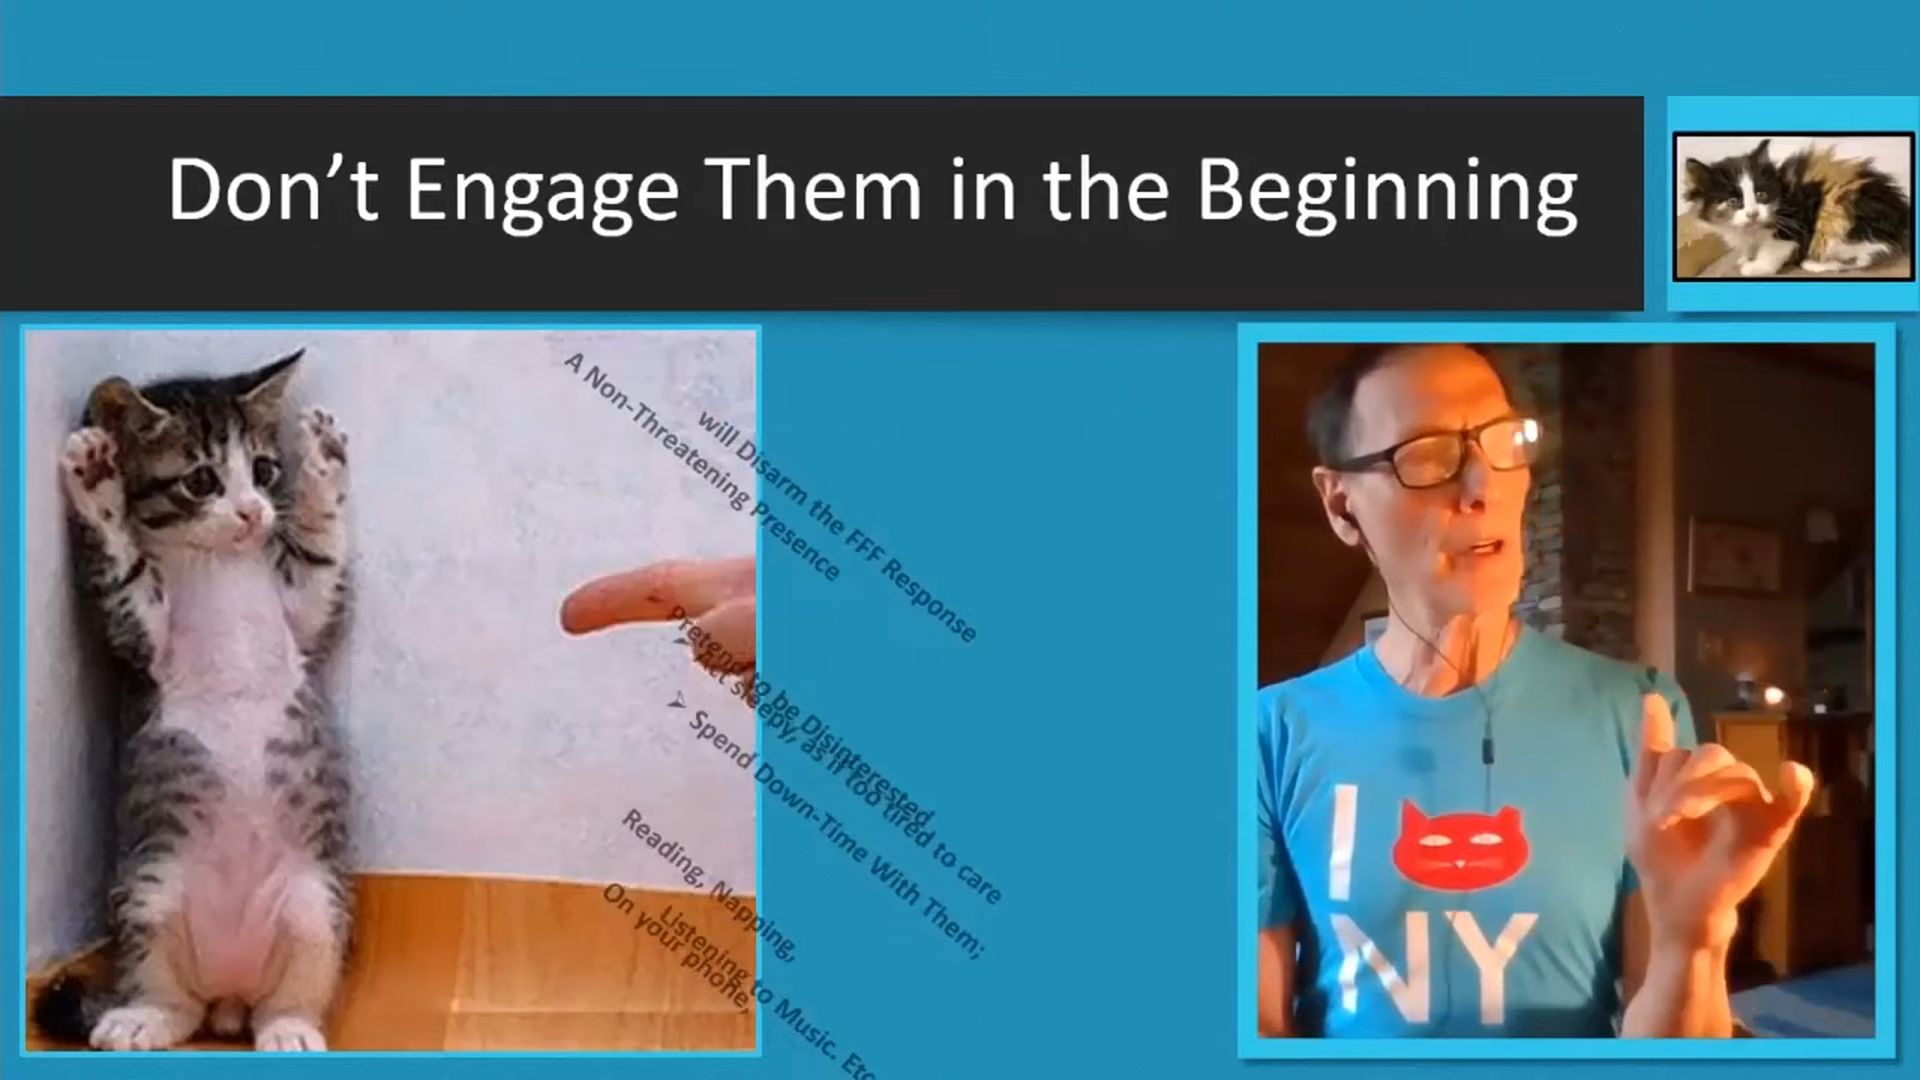 Don’t Engage Them in the Beginning
A Non-Threatening Presence
will Disarm the FFF Response
Pretend to be Disinterested
Act sleepy, as if too tired to care
Spend Down-Time With Them;
Reading, Napping,
On your phone,
Listening to Music. Etc
I
NY